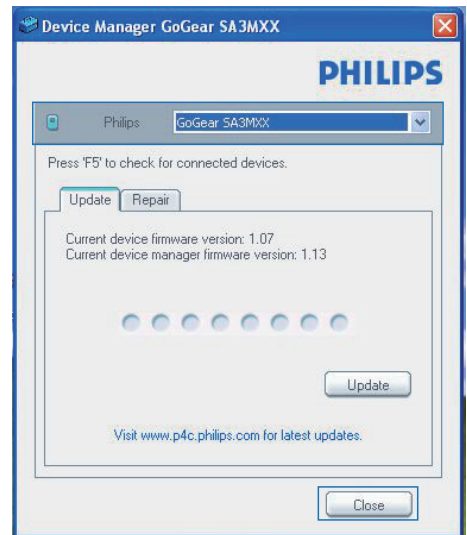 Device Manager GoGear SA3MXX
PHILIPS
Philips GoGear SA3MXX
Press 'F5' to check for connected devices.
Update Repair
Current device firmware version: 1.07
Current device manager firmware version: 1.13
Update
Visit www.p4c.philips.com for latest updates.
Close